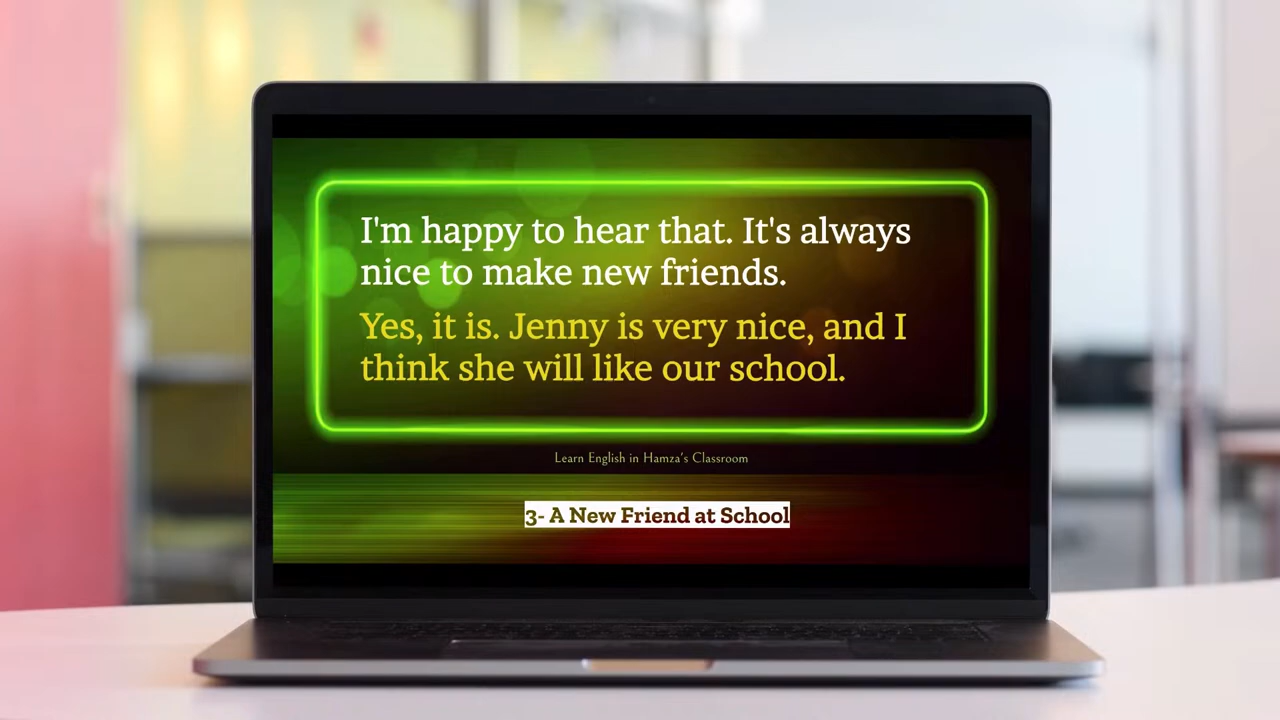 I'm happy to hear that. It's always
nice to make new friends.
Yes, it is. Jenny is very nice, and I
think she will like our school.
Learn English in Hamza's Classroom
3- A New Friend at School